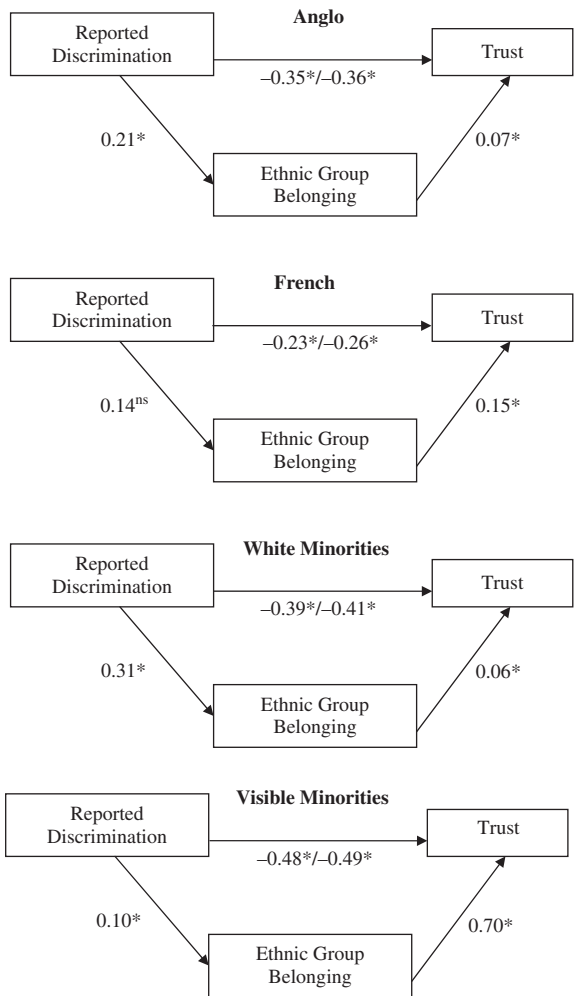 Anglo
Reported
Discrimination
Trust
–0.35*/–0.36*
0.21*
0.07*
Ethnic Group
Belonging
French
Reported
Discrimination
Trust
–0.23*/–0.26*
0.14ns
0.15*
Ethnic Group
Belonging
White Minorities
Reported
Discrimination
Trust
–0.39*/–0.41*
0.31*
0.06*
Ethnic Group
Belonging
Visible Minorities
Reported
Discrimination
Trust
–0.48*/–0.49*
0.10*
0.70*
Ethnic Group
Belonging